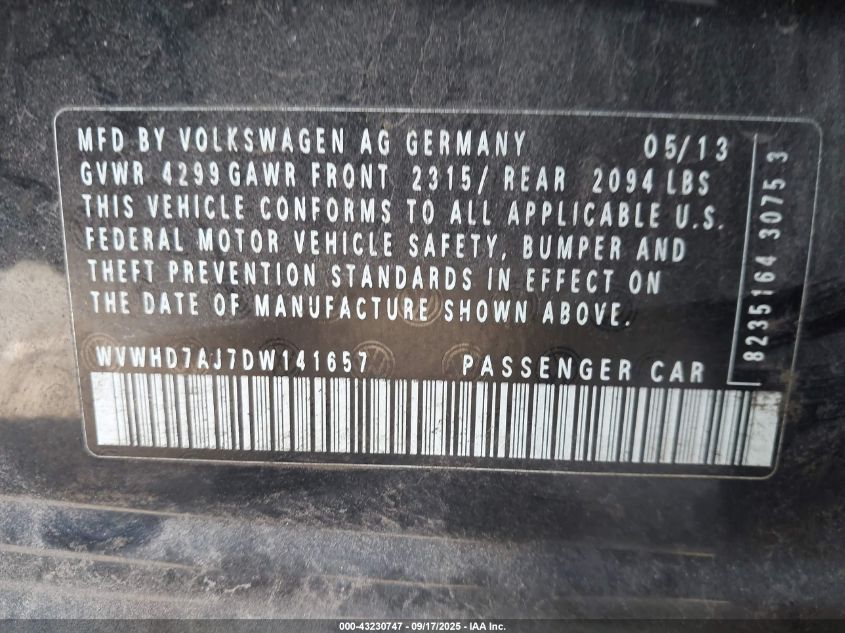 MFD BY VOLKSWAGEN AG GERMANY 05/13
GVWR 4299 GAWR FRONT 2315/ REAR 2094 LBS
THIS VEHICLE CONFORMS TO ALL APPLICABLE U.S.
FEDERAL MOTOR VEHICLE SAFETY, BUMPER AND
THEFT PREVENTION STANDARDS IN EFFECT ON
THE DATE OF MANUFACTURE SHOWN ABOVE.
WVWHD7AJ7DW141657 PASSENGER CAR
8235164 3075 3
000-43230747 - 09/17/2025 - IAA Inc.